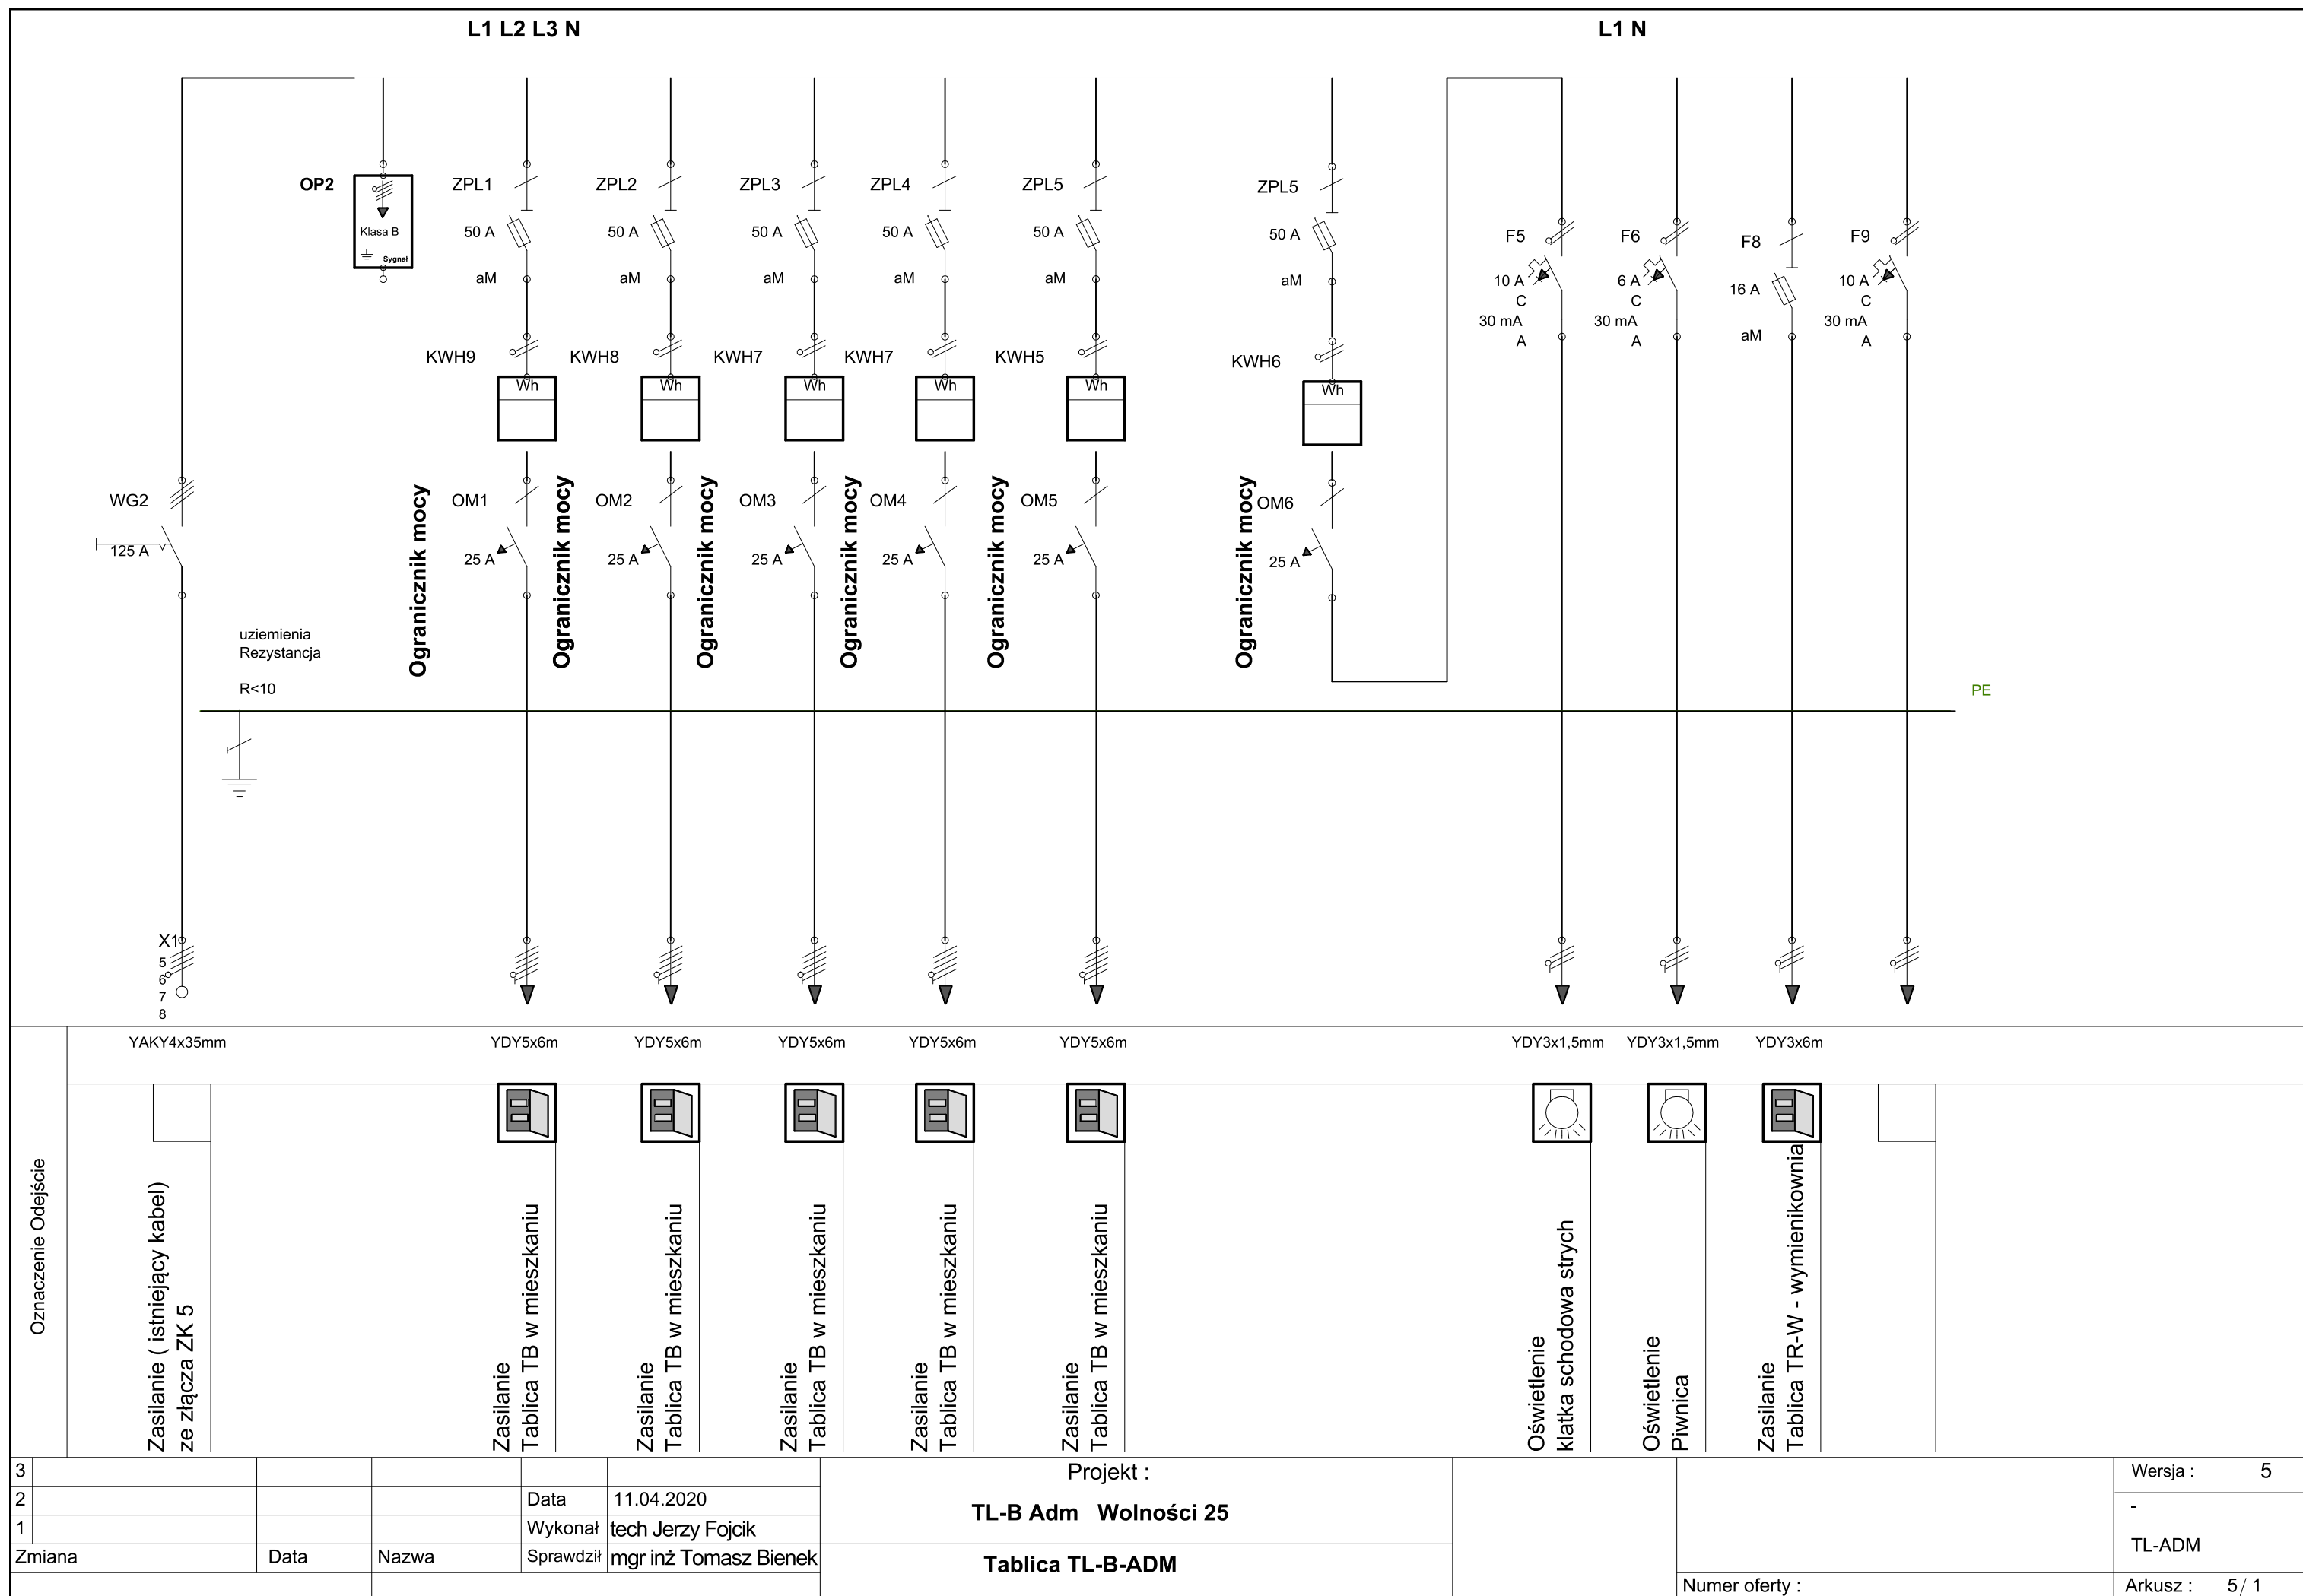 L1 L2 L3 N
L1 N
OP2
Klasa B
Sygnał
ZPL1
50 A
aM
ZPL2
50 A
aM
ZPL3
50 A
aM
ZPL4
50 A
aM
ZPL5
50 A
aM
ZPL5
50 A
aM
F5
10 A
C
30 mA
A
F6
6 A
C
30 mA
A
F8
16 A
aM
F9
10 A
C
30 mA
A
KWH9
Wh
KWH8
Wh
KWH7
Wh
KWH7
Wh
KWH5
Wh
KWH6
Wh
WG2
125 A
Ogranicznik mocy
OM1
25 A
Ogranicznik mocy
OM2
25 A
Ogranicznik mocy
OM3
25 A
Ogranicznik mocy
OM4
25 A
Ogranicznik mocy
OM5
25 A
Ogranicznik mocy
OM6
25 A
uziemienia
Rezystancja
R<10
PE
X1
5
6
7
8
YAKY4x35mm
YDY5x6m
YDY5x6m
YDY5x6m
YDY5x6m
YDY5x6m
YDY3x1,5mm
YDY3x1,5mm
YDY3x6m
Oznaczenie Odejście
Zasilanie ( istniejący kabel)
ze złącza ZK 5
Zasilanie
Tablica TB w mieszkaniu
Zasilanie
Tablica TB w mieszkaniu
Zasilanie
Tablica TB w mieszkaniu
Zasilanie
Tablica TB w mieszkaniu
Zasilanie
Tablica TB w mieszkaniu
Oświetlenie
klatka schodowa strych
Oświetlenie
Piwnica
Zasilanie
Tablica TR-W - wymienikownia
3
2
1
Zmiana
Data
Nazwa
Data 11.04.2020
Wykonał tech Jerzy Fojcik
Sprawdził mgr inż Tomasz Bienek
Projekt :
TL-B Adm Wolności 25
Tablica TL-B-ADM
Numer oferty :
Wersja : 5
-
TL-ADM
Arkusz : 5/ 1